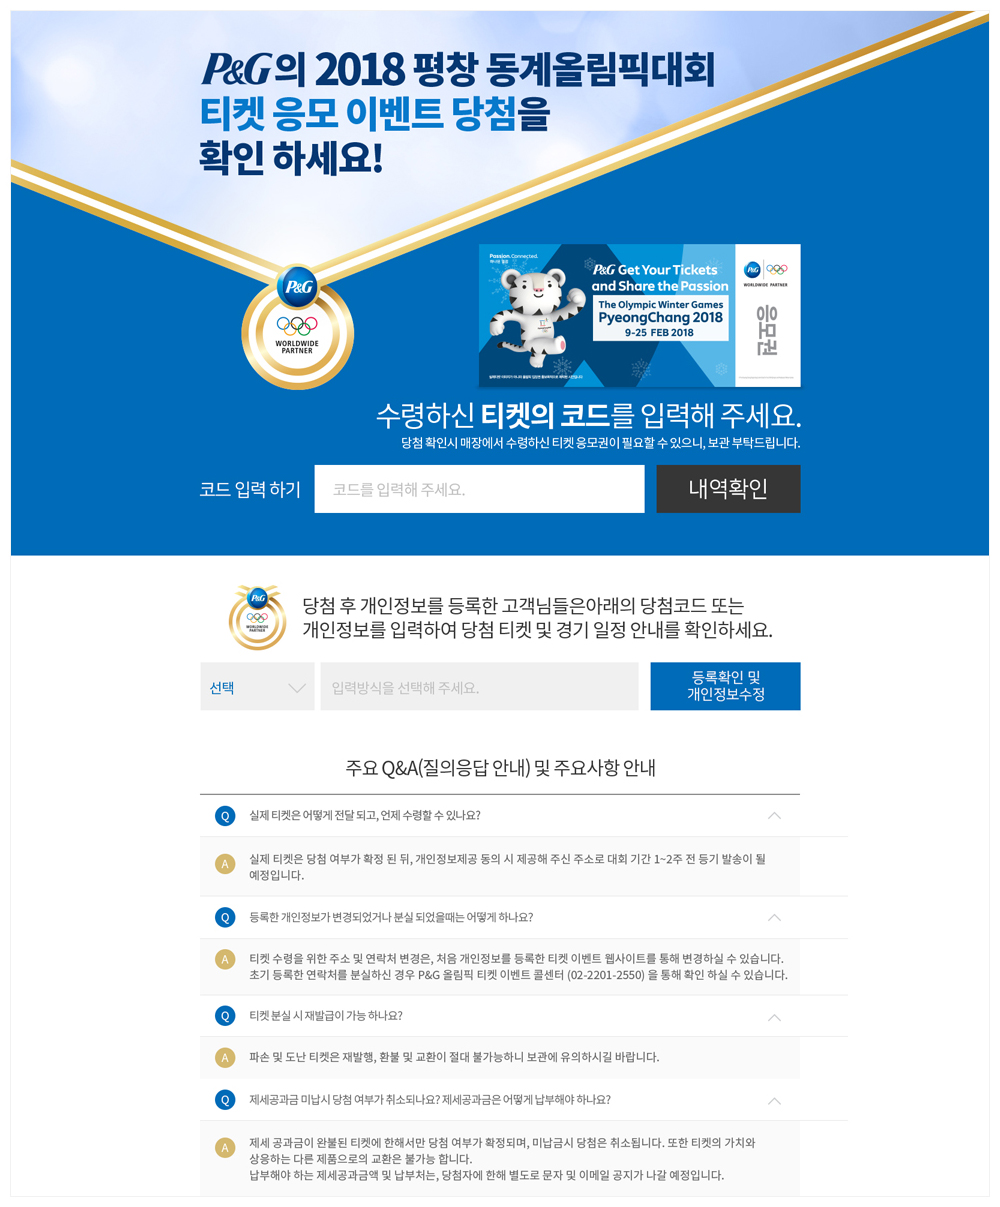 P&G의 2018 평창 동계올림픽대회
티켓 응모 이벤트 당첨을
확인 하세요!
P&G
WORLDWIDE
PARTNER
Passion. Connected.
하나된 열정
P&G Get Your Tickets
and Share the Passion
The Olympic Winter Games
PyeongChang 2018
9-25 FEB 2018
P&G
WORLDWIDE PARTNER
응모권
수령하신 티켓의 코드를 입력해 주세요.
당첨 확인시 매장에서 수령하신 티켓 응모권이 필요할 수 있으니, 보관 부탁드립니다.
코드 입력 하기
코드를 입력해 주세요.
내역확인
P&G
WORLDWIDE
PARTNER
당첨 후 개인정보를 등록한 고객님들은아래의 당첨코드 또는
개인정보를 입력하여 당첨 티켓 및 경기 일정 안내를 확인하세요.
선택
입력방식을 선택해 주세요.
등록확인 및
개인정보수정
주요 Q&A(질의응답 안내) 및 주요사항 안내
Q 실제 티켓은 어떻게 전달 되고, 언제 수령할 수 있나요?
A 실제 티켓은 당첨 여부가 확정 된 뒤, 개인정보제공 동의 시 제공해 주신 주소로 대회 기간 1~2주 전 등기 발송이 될
예정입니다.
Q 등록한 개인정보가 변경되었거나 분실 되었을때는 어떻게 하나요?
A 티켓 수령을 위한 주소 및 연락처 변경은, 처음 개인정보를 등록한 티켓 이벤트 웹사이트를 통해 변경하실 수 있습니다.
초기 등록한 연락처를 분실하신 경우 P&G 올림픽 티켓 이벤트 콜센터 (02-2201-2550) 을 통해 확인 하실 수 있습니다.
Q 티켓 분실 시 재발급이 가능 하나요?
A 파손 및 도난 티켓은 재발행, 환불 및 교환이 절대 불가능하니 보관에 유의하시길 바랍니다.
Q 제세공과금 미납시 당첨 여부가 취소되나요? 제세공과금은 어떻게 납부해야 하나요?
A 제세 공과금이 완불된 티켓에 한해서만 당첨 여부가 확정되며, 미납금시 당첨은 취소됩니다. 또한 티켓의 가치와
상응하는 다른 제품으로의 교환은 불가능 합니다.
납부해야 하는 제세공과금액 및 납부처는, 당첨자에 한해 별도로 문자 및 이메일 공지가 나갈 예정입니다.